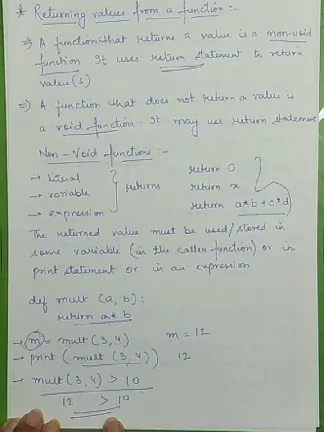 * Returning values from a function:-
⇒ A function that returns a value is a non-void
function It uses return statement to return
value(s)
⇒ A function that does not return a value is
a void function. It may use return statement
Non-Void function:-
→ literal
→ variable
→ expression
returns
return 0
return x
return a*b+c*d
The returned value must be used/stored in
some variable (in the caller function) or in
print statement or in an expression
def mult (a, b):
return a*b
→ m = mult (3,4)    m = 12
→ print (mult (3,4))    12
→ mult (3,4) > 10
12 > 10